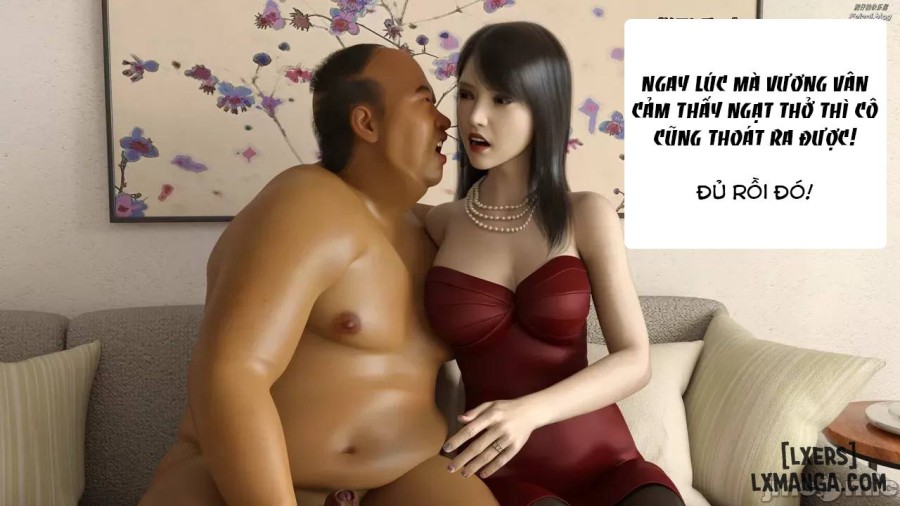 NGAY LÚC MÀ VƯƠNG VÂN
CẢM THẤY NGẠT THỞ THÌ CÔ
CŨNG THOÁT RA ĐƯỢC!
ĐỦ RỒI ĐÓ!
[LXERS]
LXMANGA.COM